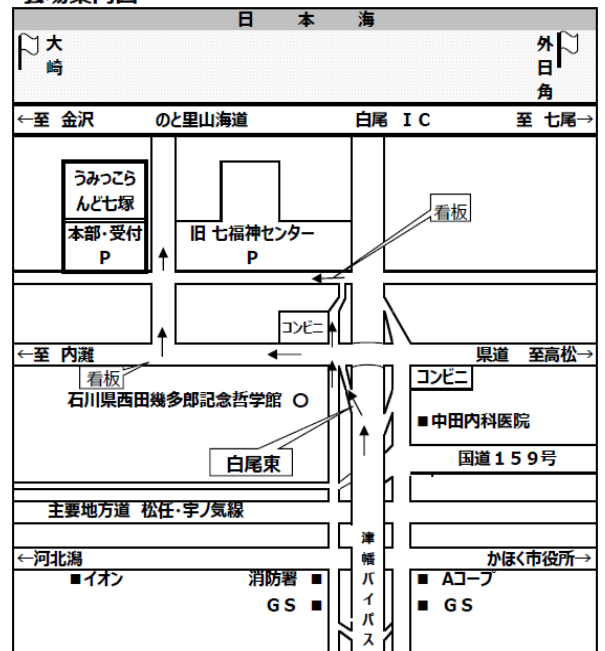 日 本 海
大崎
外日角
←至 金沢 のと里山海道 白尾 IC 至 七尾→
うみっこら
んど七塚
本部・受付
P
旧 七福神センター
P
看板
コンビニ
←至 内灘 県道 至高松→
看板
コンビニ
石川県西田幾多郎記念哲学館 ○
■中田内科医院
白尾東
国道159号
主要地方道 松任・宇ノ気線
津幡バイパス
←河北潟 かほく市役所→
■イオン 消防署 ■ ■ Aコープ
GS ■ ■ GS